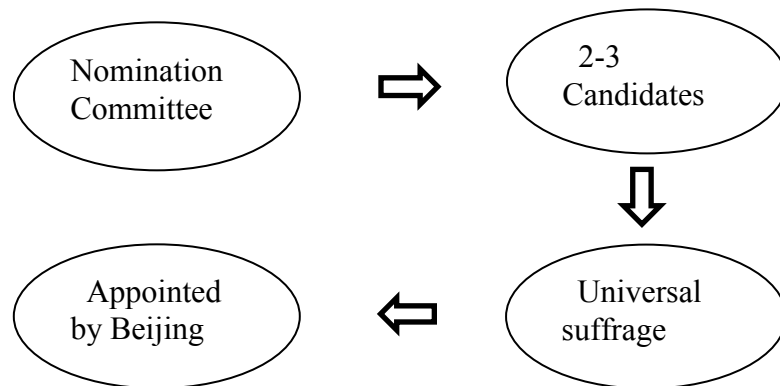 Nomination
Committee
2-3
Candidates
Universal
suffrage
Appointed
by Beijing